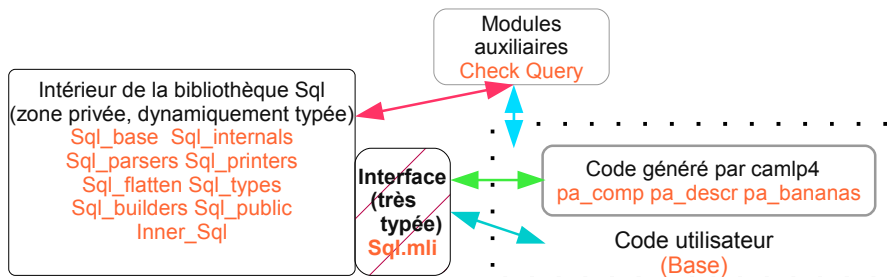 Modules
auxiliaires
Check Query
Intérieur de la bibliothèque Sql
(zone privée, dynamiquement typée)
Sql_base Sql_internals
Sql_parsers Sql_printers
Sql_flatten Sql_types
Sql_builders Sql_public
Inner_Sql
Interface
(très
typée)
Sql.mli
Code généré par camlp4
pa_comp pa_descr pa_bananas
Code utilisateur
(Base)